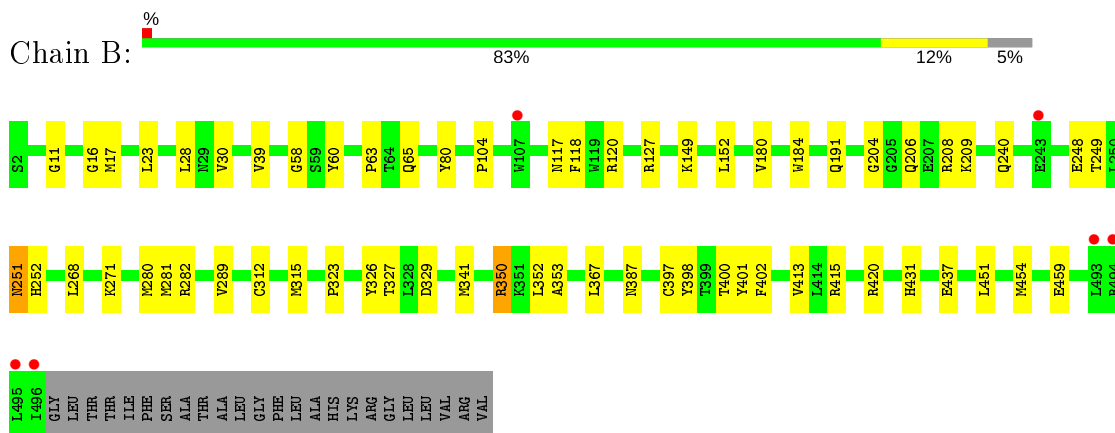 %
Chain B:
83% 12% 5%
S2 G11 G16 M17 L23 L28 N29 V30 V39 G58 S59 Y60 P63 T64 Q65 Y80 P104 W107 N117 F118 W119 R120 R127 K149 L152 V180 W184 Q191 G204 G205 Q206 E207 R208 K209 Q240 E243 E248 T249 L250
N251 H252 L268 K271 M280 M281 R282 V289 C312 M315 P323 Y326 T327 L328 D329 M341 R350 K351 L352 A353 L367 N387 C397 Y398 T399 T400 Y401 F402 V413 L414 R415 R420 H431 E437 L451 M454 E459 L493 R494
L495 I496 GLY LEU THR THR ILE PHE SER ALA THR ALA LEU GLY PHE LEU ALA HIS LYS ARG GLY LEU LEU VAL ARG VAL